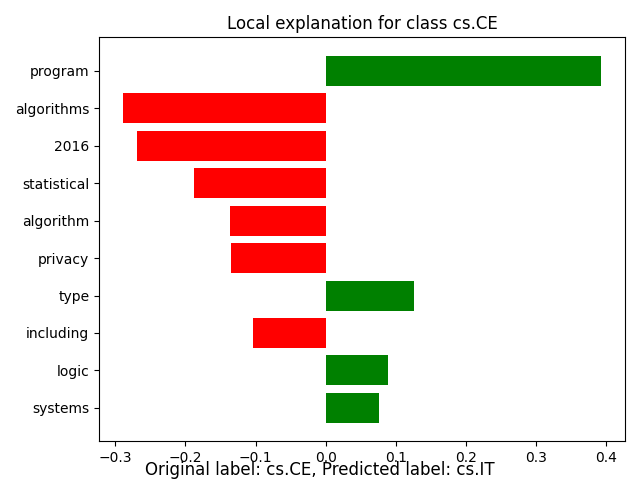 Local explanation for class cs.CE
program
algorithms
2016
statistical
algorithm
privacy
type
including
logic
systems
−0.3 −0.2 −0.1 0.0 0.1 0.2 0.3 0.4
Original label: cs.CE, Predicted label: cs.IT